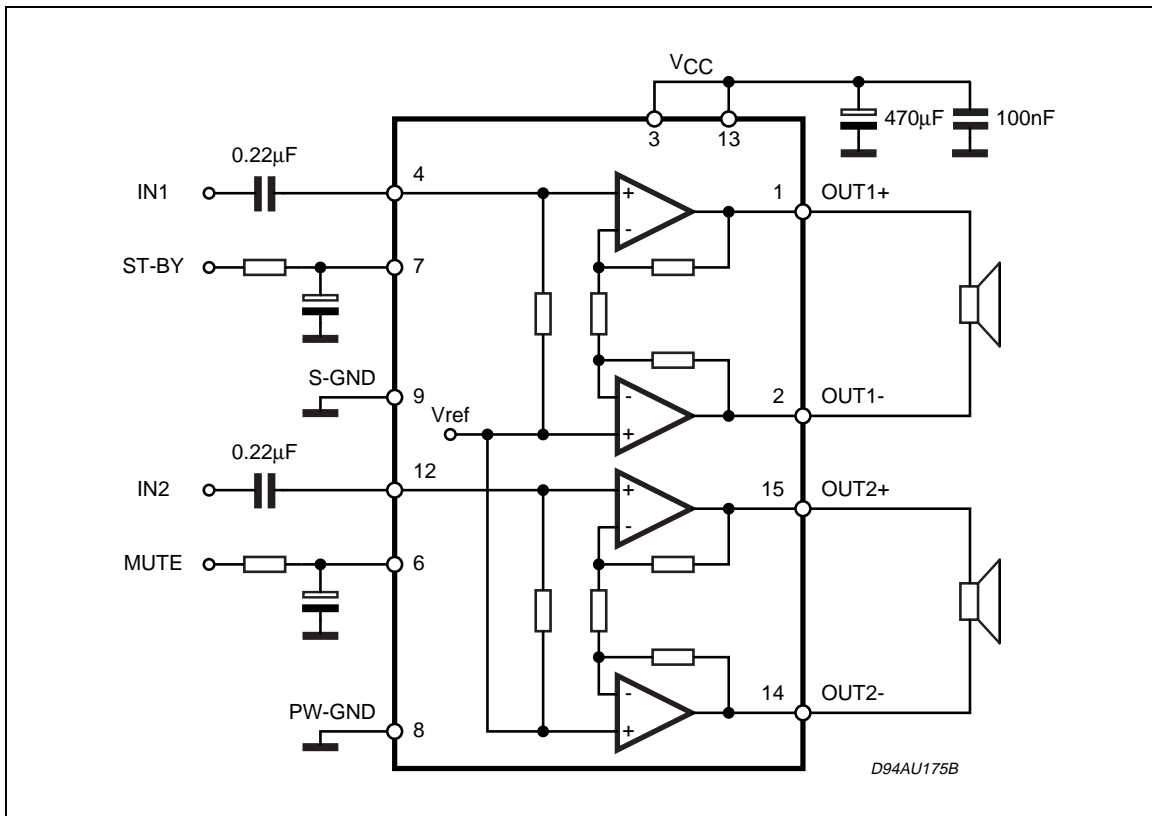 VCC
470μF
100nF
3
13
0.22μF
IN1
4
+
-
1
OUT1+
ST-BY
7
S-GND
9
Vref
-
+
2
OUT1-
0.22μF
IN2
12
+
-
15
OUT2+
MUTE
6
-
+
14
OUT2-
PW-GND
8
D94AU175B